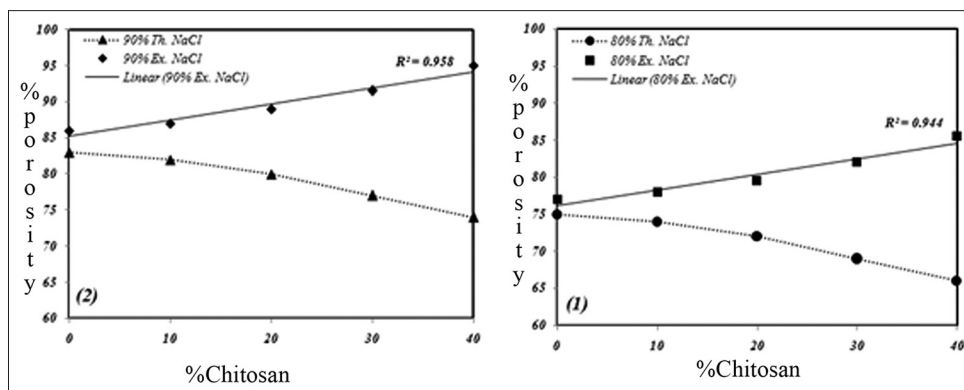 100
95
90
85
80
75
70
65
60
%porosity
90% Th. NaCl
90% Ex. NaCl
Linear (90% Ex. NaCl)
R² = 0.958
(2)
0 10 20 30 40
%Chitosan
100
95
90
85
80
75
70
65
60
%porosity
80% Th. NaCl
80% Ex. NaCl
Linear (80% Ex. NaCl)
R² = 0.944
(1)
0 10 20 30 40
%Chitosan